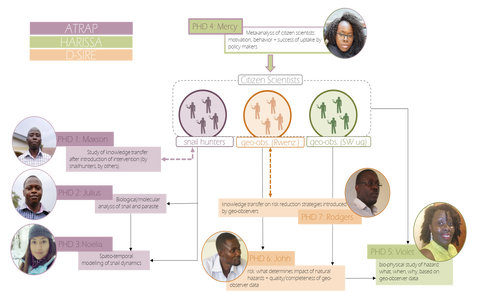 ATRAP
HARISSA
D-SIRE
PHD 4: Mercy
Meta-analysis of citizen scientists:
motivation, behavior + success of uptake by
policy makers
Citizen Scientists
snail hunters
geo-obs. (Rwenz)
geo-obs. (SW ug)
PHD 1: Maxson
Study of knowledge transfer
after introduction of intervention (by
snailhunters, by others)
PHD 2: Julius
Biological/molecular
analysis of snail and parasite
PHD 3: Noelia
Spatio-temporal
modelling of snail dynamics.
Knowledge transfer on risk reduction strategies introduced
by geo-observers
PHD 7: Rodgers
PHD 6: John
risk: what determines impact of natural
hazards + quality/completeness of geo-observer
data
PHD 5: Violet
bio-physical study of hazard
what, when, why, based on
geo-observer data